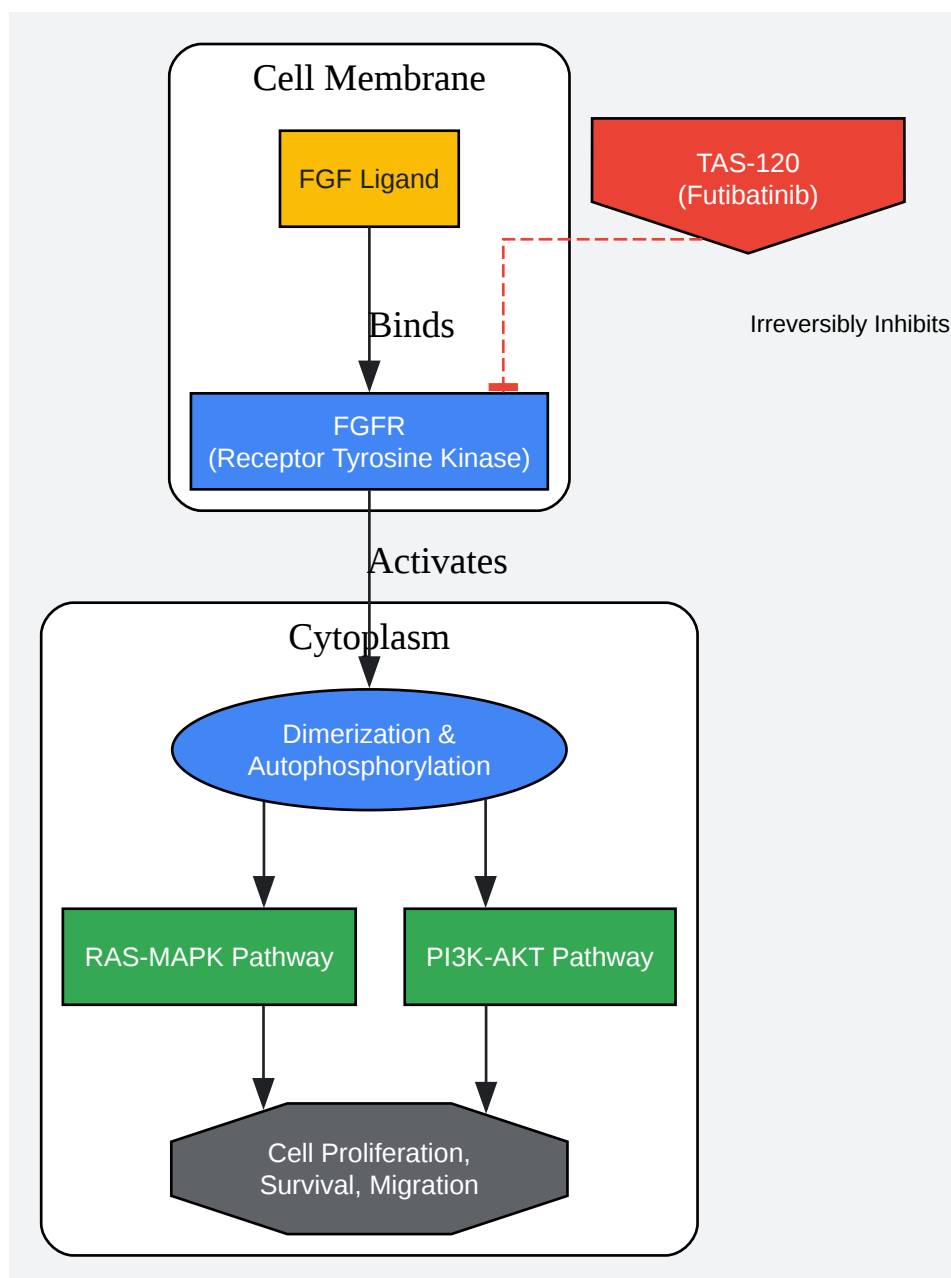 Cell Membrane
FGF Ligand
TAS-120
(Futibatinib)
Binds
Irreversibly Inhibits
FGFR
(Receptor Tyrosine Kinase)
Activates
Cytoplasm
Dimerization &
Autophosphorylation
RAS-MAPK Pathway
PI3K-AKT Pathway
Cell Proliferation,
Survival, Migration